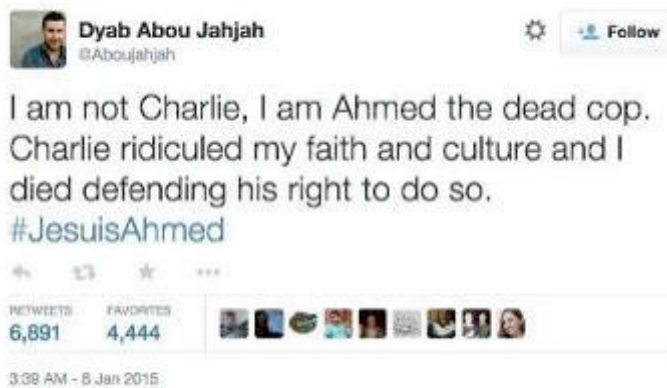 Dyab Abou Jahjah
@Aboujahjah
Follow
I am not Charlie, I am Ahmed the dead cop.
Charlie ridiculed my faith and culture and I
died defending his right to do so.
#JesuisAhmed
RETWEETS FAVORITES
6,891 4,444
3:39 AM - 8 Jan 2015